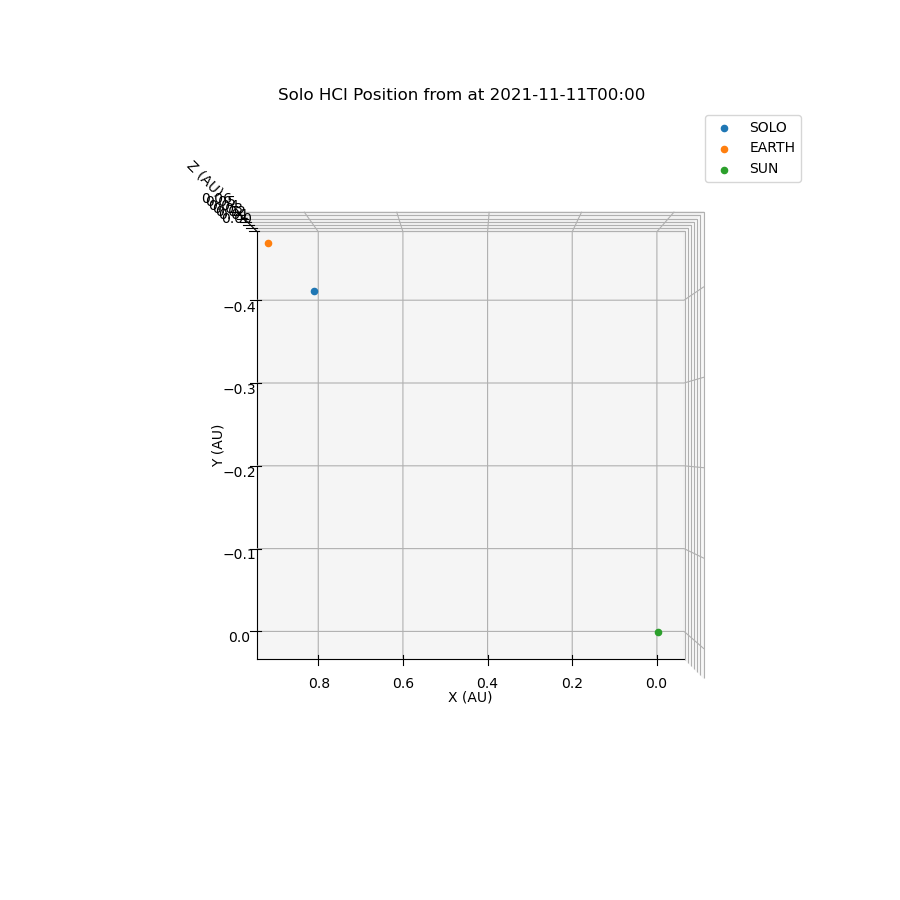 Solo HCI Position from at 2021-11-11T00:00
SOLO
EARTH
SUN
Z (AU)
−0.4
−0.3
Y (AU)
−0.2
−0.1
0.0
0.8 0.6 0.4 0.2 0.0
X (AU)